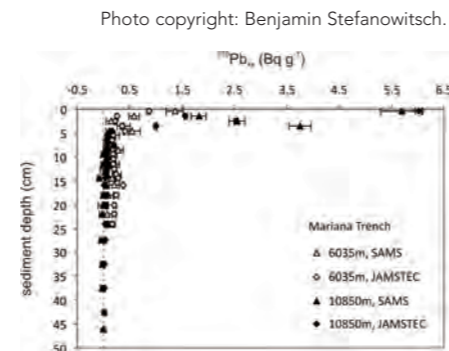 Photo copyright: Benjamin Stefanowitsch.
²¹⁰Pbₓₛ (Bq g⁻¹)
-0.5 0.5 1.5 2.5 3.5 4.5 5.5 6.5
0
5
10
15
20
25
30
35
40
45
50
sediment depth (cm)
Mariana Trench
6035m, SAMS
6035m, JAMSTEC
10850m, SAMS
10850m, JAMSTEC